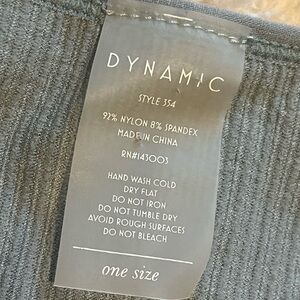 DYNAMIC
STYLE 354
92% NYLON 8% SPANDEX
MADE IN CHINA
RN#143003
HAND WASH COLD
DRY FLAT
DO NOT IRON
DO NOT TUMBLE DRY
AVOID ROUGH SURFACES
DO NOT BLEACH
one size